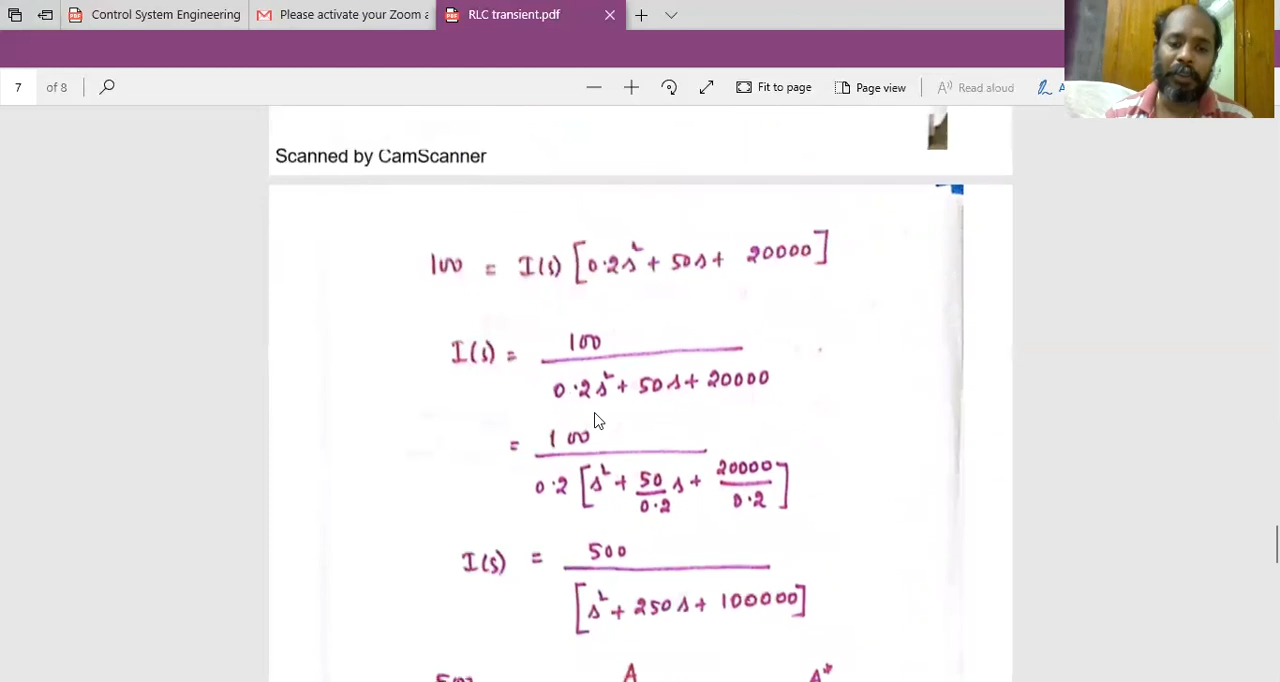 Control System Engineering
Please activate your Zoom a
RLC transient.pdf
7 of 8
Fit to page
Page view
Read aloud
Scanned by CamScanner
100 = I(s) [0.2s² + 50s + 20000]
I(s) = 100 / 0.2s² + 50s + 20000
= 100 / 0.2 [s² + 50/0.2 s + 20000/0.2]
I(s) = 500 / [s² + 250s + 100000]
A A*